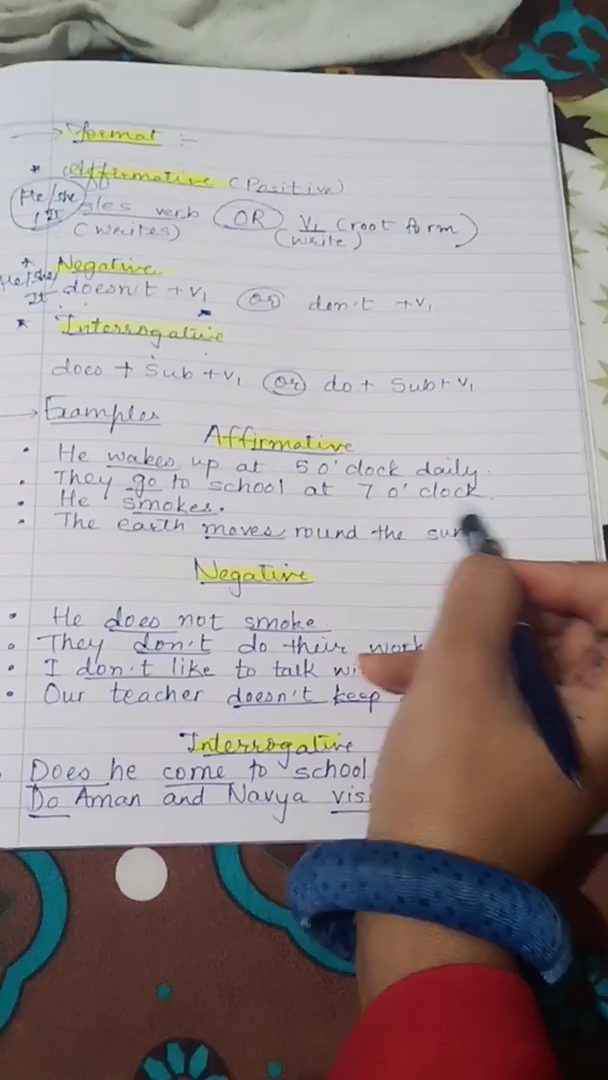 → Format :-
* Affirmative (Positive)
He/she / It
s/es verb OR V1 (root form)
(writes) (write)
* Negative
He/she/ It doesn't + V1 OR don't + V1
* Interrogative
does + Sub + V1 OR do + Sub + V1
→ Examples
Affirmative
• He wakes up at 5 o'clock daily.
• They go to school at 7 o'clock.
• He smokes.
• The earth moves round the sun
Negative
• He does not smoke.
• They don't do their work
• I don't like to talk
• Our teacher doesn't keep
Interrogative
Does he come to school
Do Aman and Navya